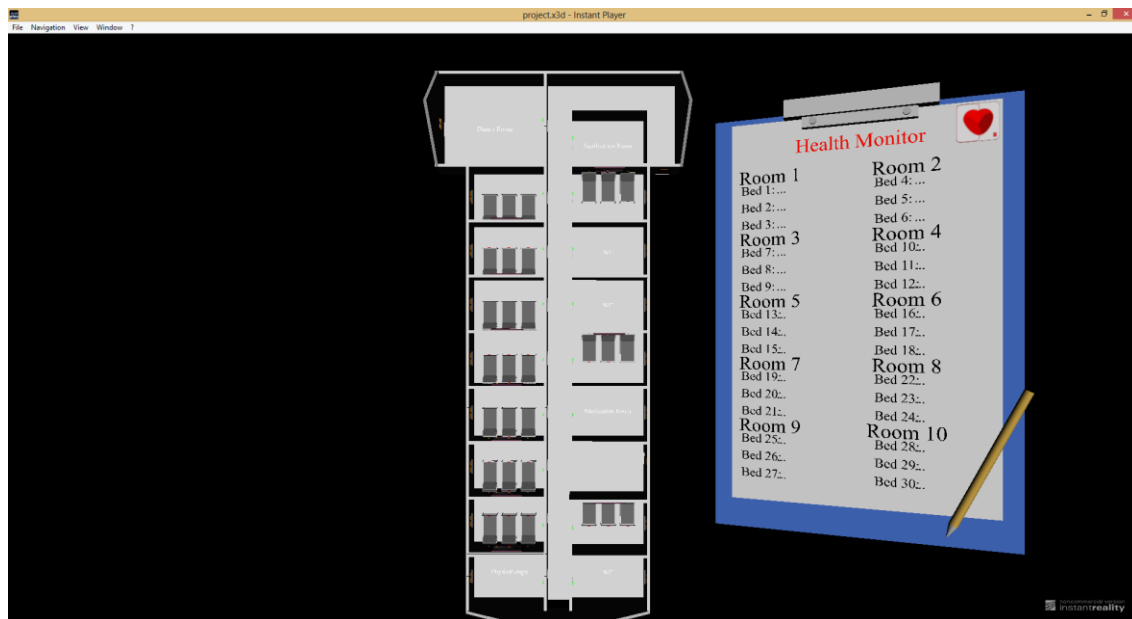 project.x3d - Instant Player
File Navigation View Window ?
Health Monitor
Room 1
Bed 1: ...
Bed 2: ...
Bed 3: ...
Room 2
Bed 4: ...
Bed 5: ...
Bed 6: ...
Room 3
Bed 7: ...
Bed 8: ...
Bed 9: ...
Room 4
Bed 10:..
Bed 11:..
Bed 12:..
Room 5
Bed 13:..
Bed 14:..
Bed 15:..
Room 6
Bed 16:..
Bed 17:..
Bed 18:..
Room 7
Bed 19:..
Bed 20:..
Bed 21:..
Room 8
Bed 22:..
Bed 23:..
Bed 24:..
Room 9
Bed 25:..
Bed 26:..
Bed 27:..
Room 10
Bed 28:..
Bed 29:..
Bed 30:..
noncommercial version
instantreality